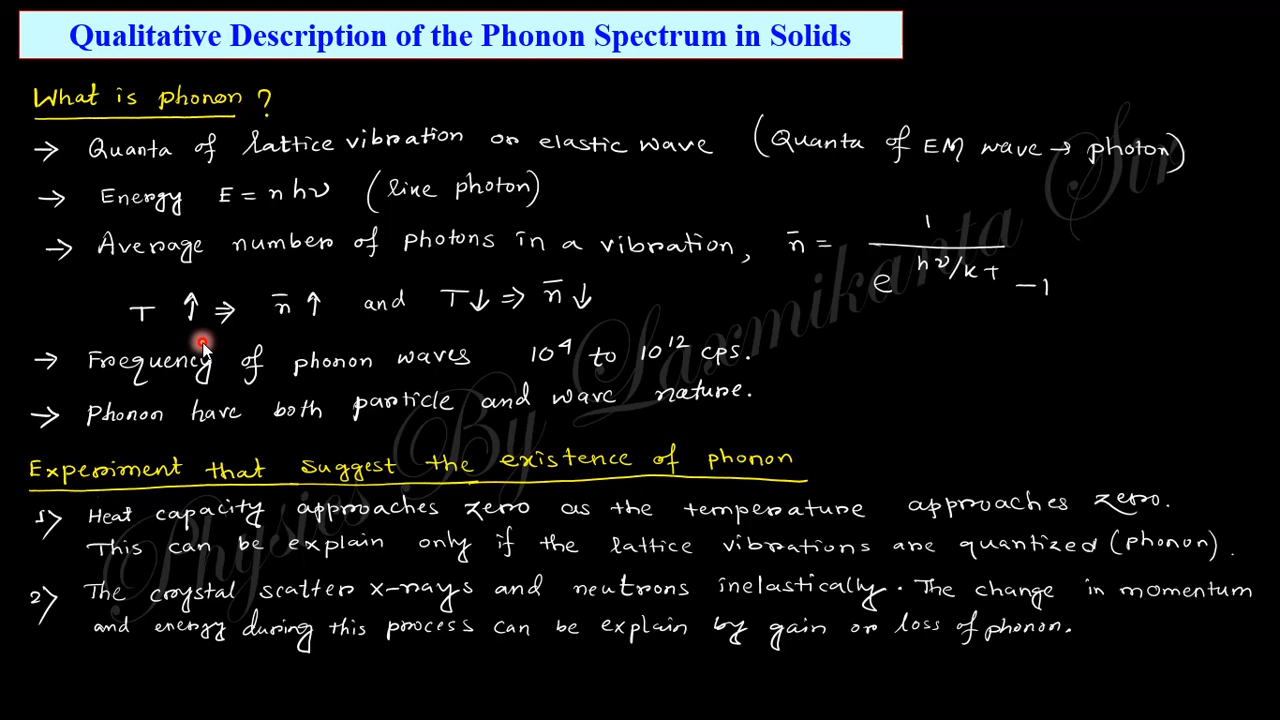 Qualitative Description of the Phonon Spectrum in Solids
What is phonon?
→ Quanta of lattice vibration or elastic wave (Quanta of EM wave → photon)
→ Energy E = nhν (like photon)
→ Average number of photons in a vibration, n̄ = 1 / (e^(hν/kT) - 1)
T ↑ ⇒ n̄ ↑ and T↓ ⇒ n̄ ↓
→ Frequency of phonon waves 10⁴ to 10¹² cps.
→ Phonon have both particle and wave nature.
Experiment that suggest the existence of phonon
1) Heat capacity approaches zero as the temperature approaches zero.
This can be explain only if the lattice vibrations are quantized (phonon).
2) The crystal scatter x-rays and neutrons inelastically. The change in momentum
and energy during this process can be explain by gain or loss of phonon.
Physics By Laxmikanta Sir